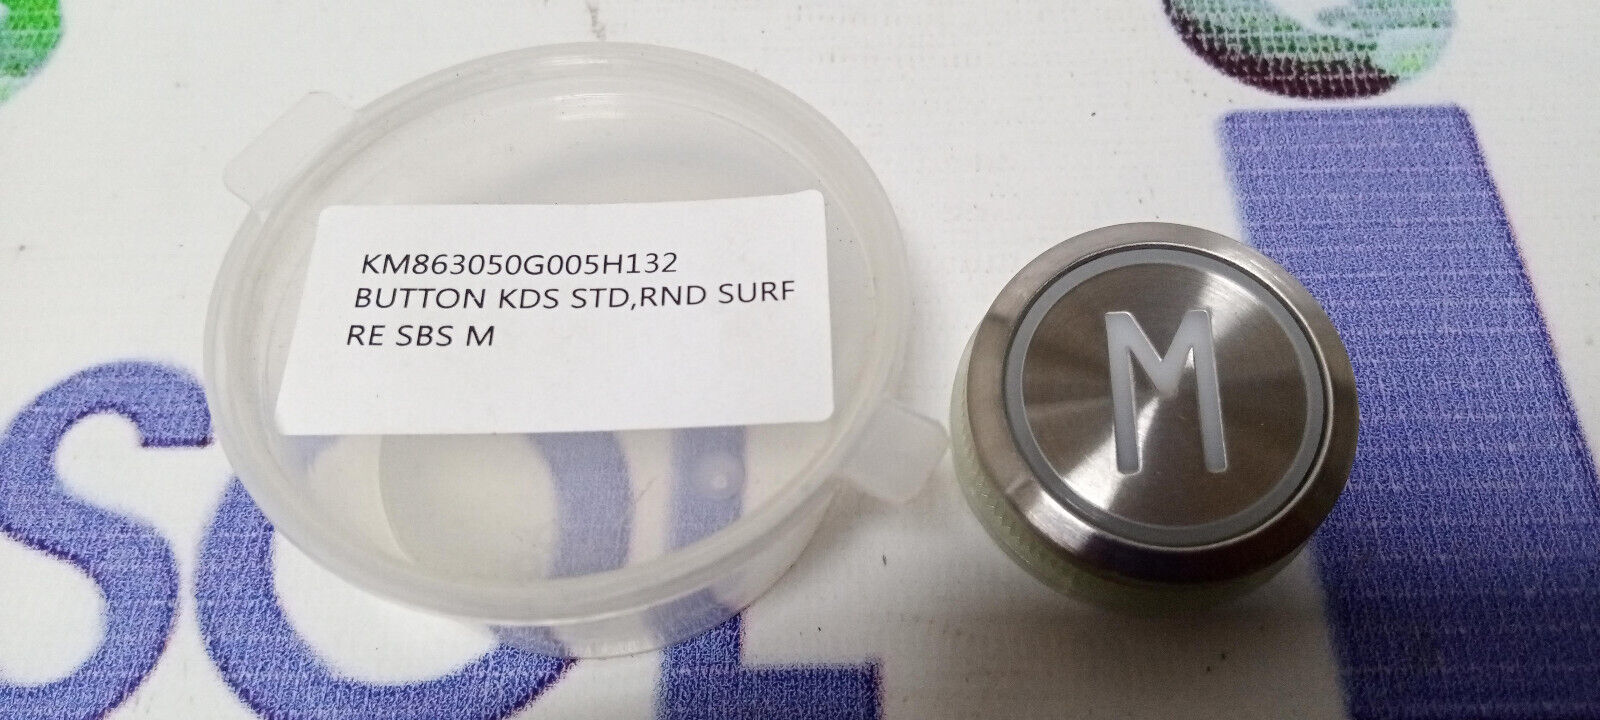 KM863050G005H132
BUTTON KDS STD,RND SURF
RE SBS M
M